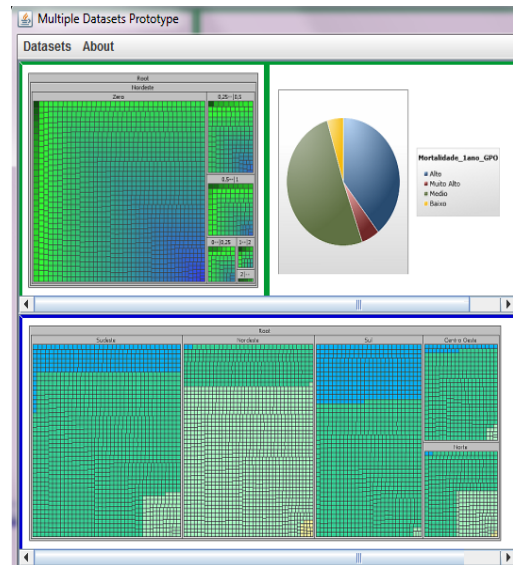 Multiple Datasets Prototype
Datasets About
Root
Nordeste
Zero
0,25--|0,5
0,5--|1
0--|0,25
1--|2
2|--
Mortalidade_1ano_GPO
Alto
Muito Alto
Medio
Baixo
Root
Sudeste
Nordeste
Sul
Centro Oeste
Norte